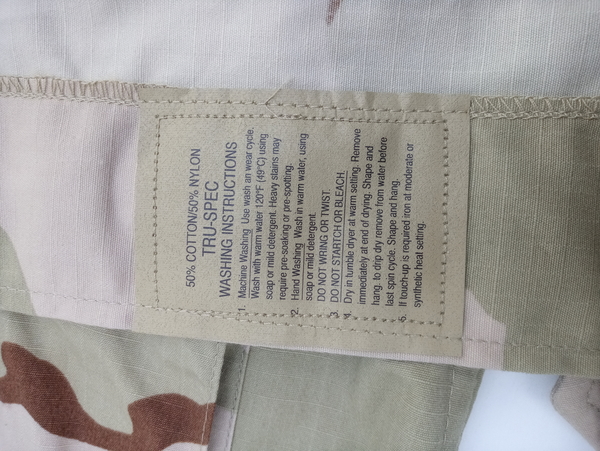 50% COTTON/50% NYLON
TRU-SPEC
WASHING INSTRUCTIONS
1. Machine Washing Use wash an wear cycle.
Wash with warm water 120°F (49°C) using
soap or mild detergent. Heavy stains may
require pre-soaking or pre-spotting.
2. Hand Washing Wash in warm water, using
soap or mild detergent.
DO NOT WRING OR TWIST.
3. DO NOT STARTCH OR BLEACH.
4. Dry in tumble dryer at warm setting. Remove
immediately at end of drying. Shape and
hang. to drip dry remove from water before
last spin cycle. Shape and hang.
6. If touch-up is required iron at moderate or
synthetic heat setting.